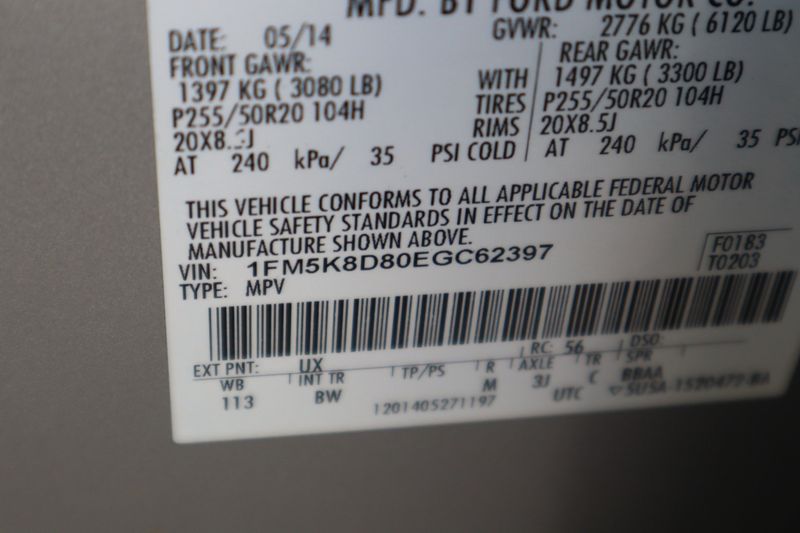 MFD. BY FORD MOTOR CO.
DATE: 05/14 GVWR: 2776 KG ( 6120 LB)
FRONT GAWR: REAR GAWR:
1397 KG ( 3080 LB) WITH 1497 KG ( 3300 LB)
P255/50R20 104H TIRES P255/50R20 104H
20X8.5J RIMS 20X8.5J
AT 240 kPa/ 35 PSI COLD AT 240 kPa/ 35 PSI
THIS VEHICLE CONFORMS TO ALL APPLICABLE FEDERAL MOTOR
VEHICLE SAFETY STANDARDS IN EFFECT ON THE DATE OF
MANUFACTURE SHOWN ABOVE.
VIN: 1FM5K8D80EGC62397 F01B3
TYPE: MPV T0203
EXT PNT: UX RC: 56 DSO:
WB INT TR TP/PS R AXLE TR SPR
113 BW M 3J C BBAA
1201405271197 UTC